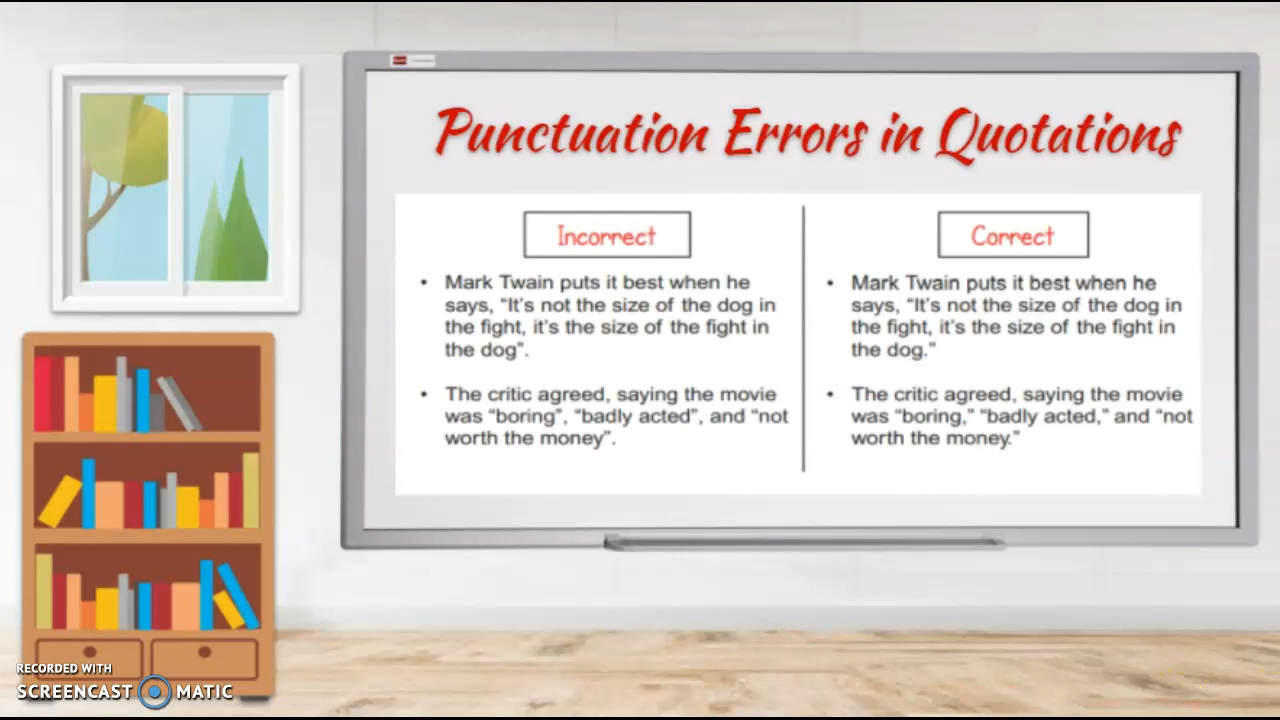 Punctuation Errors in Quotations
Incorrect
• Mark Twain puts it best when he
says, “It’s not the size of the dog in
the fight, it’s the size of the fight in
the dog”.
• The critic agreed, saying the movie
was “boring”, “badly acted”, and “not
worth the money”.
Correct
• Mark Twain puts it best when he
says, “It’s not the size of the dog in
the fight, it’s the size of the fight in
the dog.”
• The critic agreed, saying the movie
was “boring,” “badly acted,” and “not
worth the money.”
RECORDED WITH
SCREENCAST MATIC